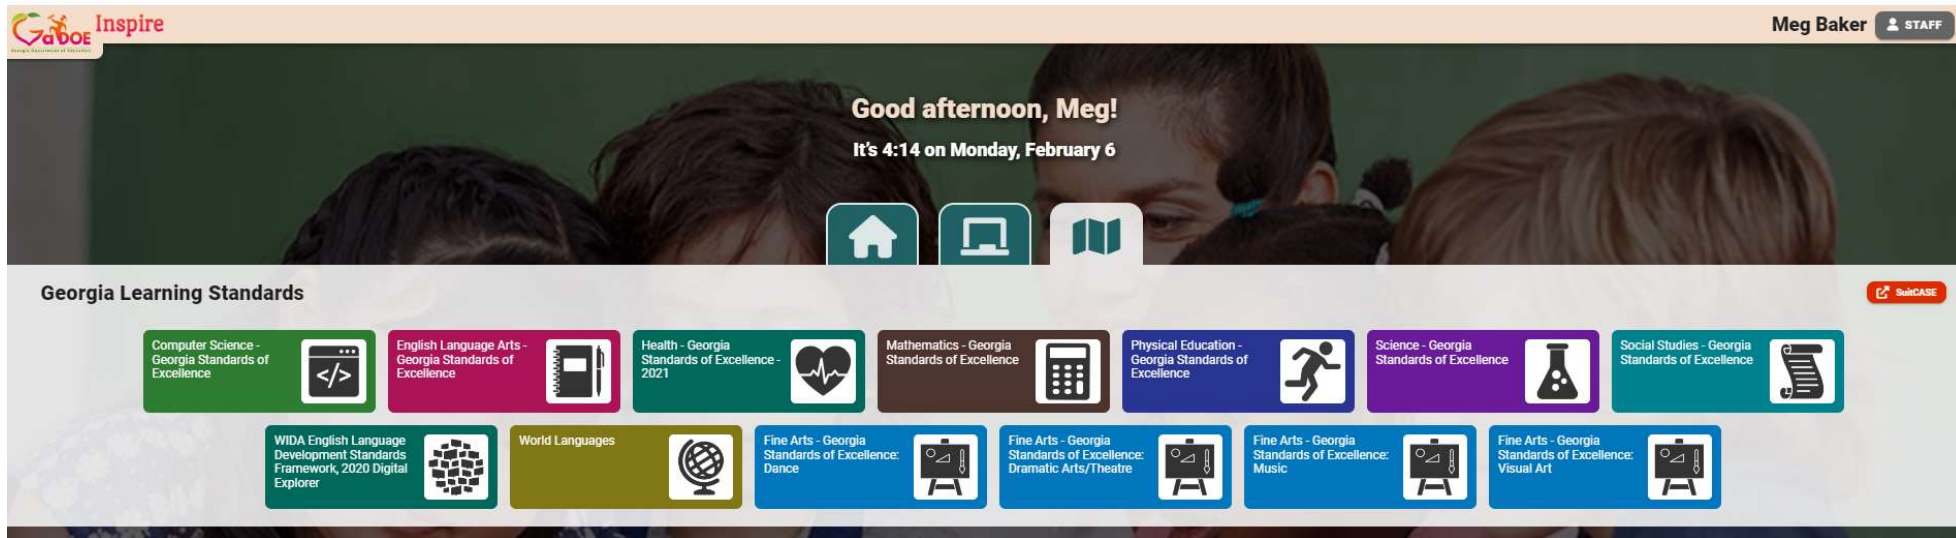 GaDOE
Georgia Department of Education
Inspire
Meg Baker
STAFF
Good afternoon, Meg!
It's 4:14 on Monday, February 6
Georgia Learning Standards
SuitCASE
Computer Science -
Georgia Standards of
Excellence
</>
English Language Arts -
Georgia Standards of
Excellence
Health - Georgia
Standards of Excellence -
2021
Mathematics - Georgia
Standards of Excellence
Physical Education -
Georgia Standards of
Excellence
Science - Georgia
Standards of Excellence
Social Studies - Georgia
Standards of Excellence
WIDA English Language
Development Standards
Framework, 2020 Digital
Explorer
World Languages
Fine Arts - Georgia
Standards of Excellence:
Dance
Fine Arts - Georgia
Standards of Excellence:
Dramatic Arts/Theatre
Fine Arts - Georgia
Standards of Excellence:
Music
Fine Arts - Georgia
Standards of Excellence:
Visual Art